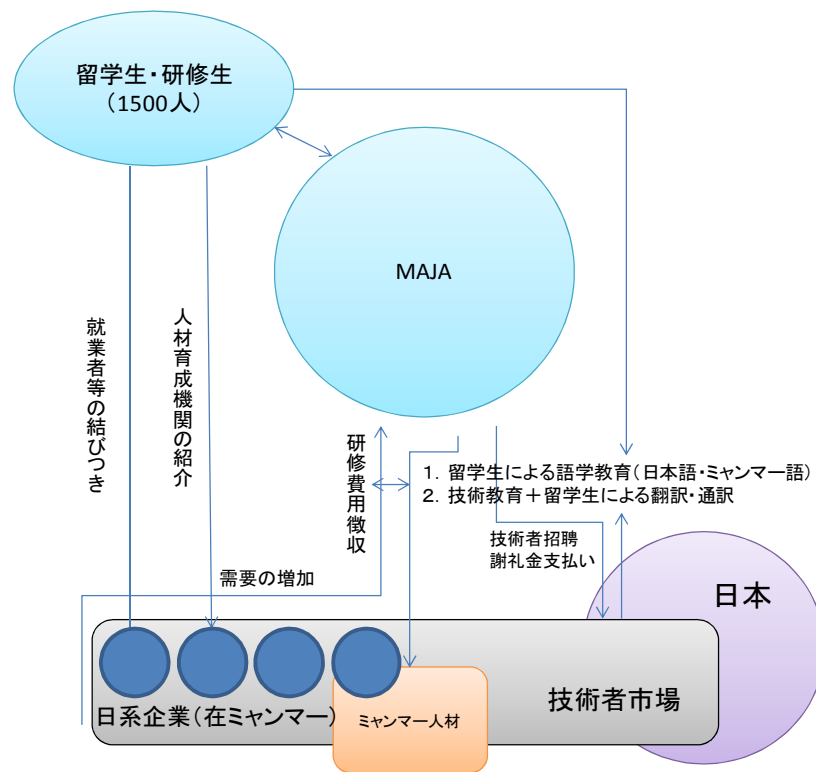 留学生・研修生
（1500人）
MAJA
就業者等の結びつき
人材育成機関の紹介
研修費用徴収
1. 留学生による語学教育（日本語・ミャンマー語）
2. 技術教育＋留学生による翻訳・通訳
技術者招聘
謝礼金支払い
需要の増加
日本
日系企業（在ミャンマー）
ミャンマー人材
技術者市場